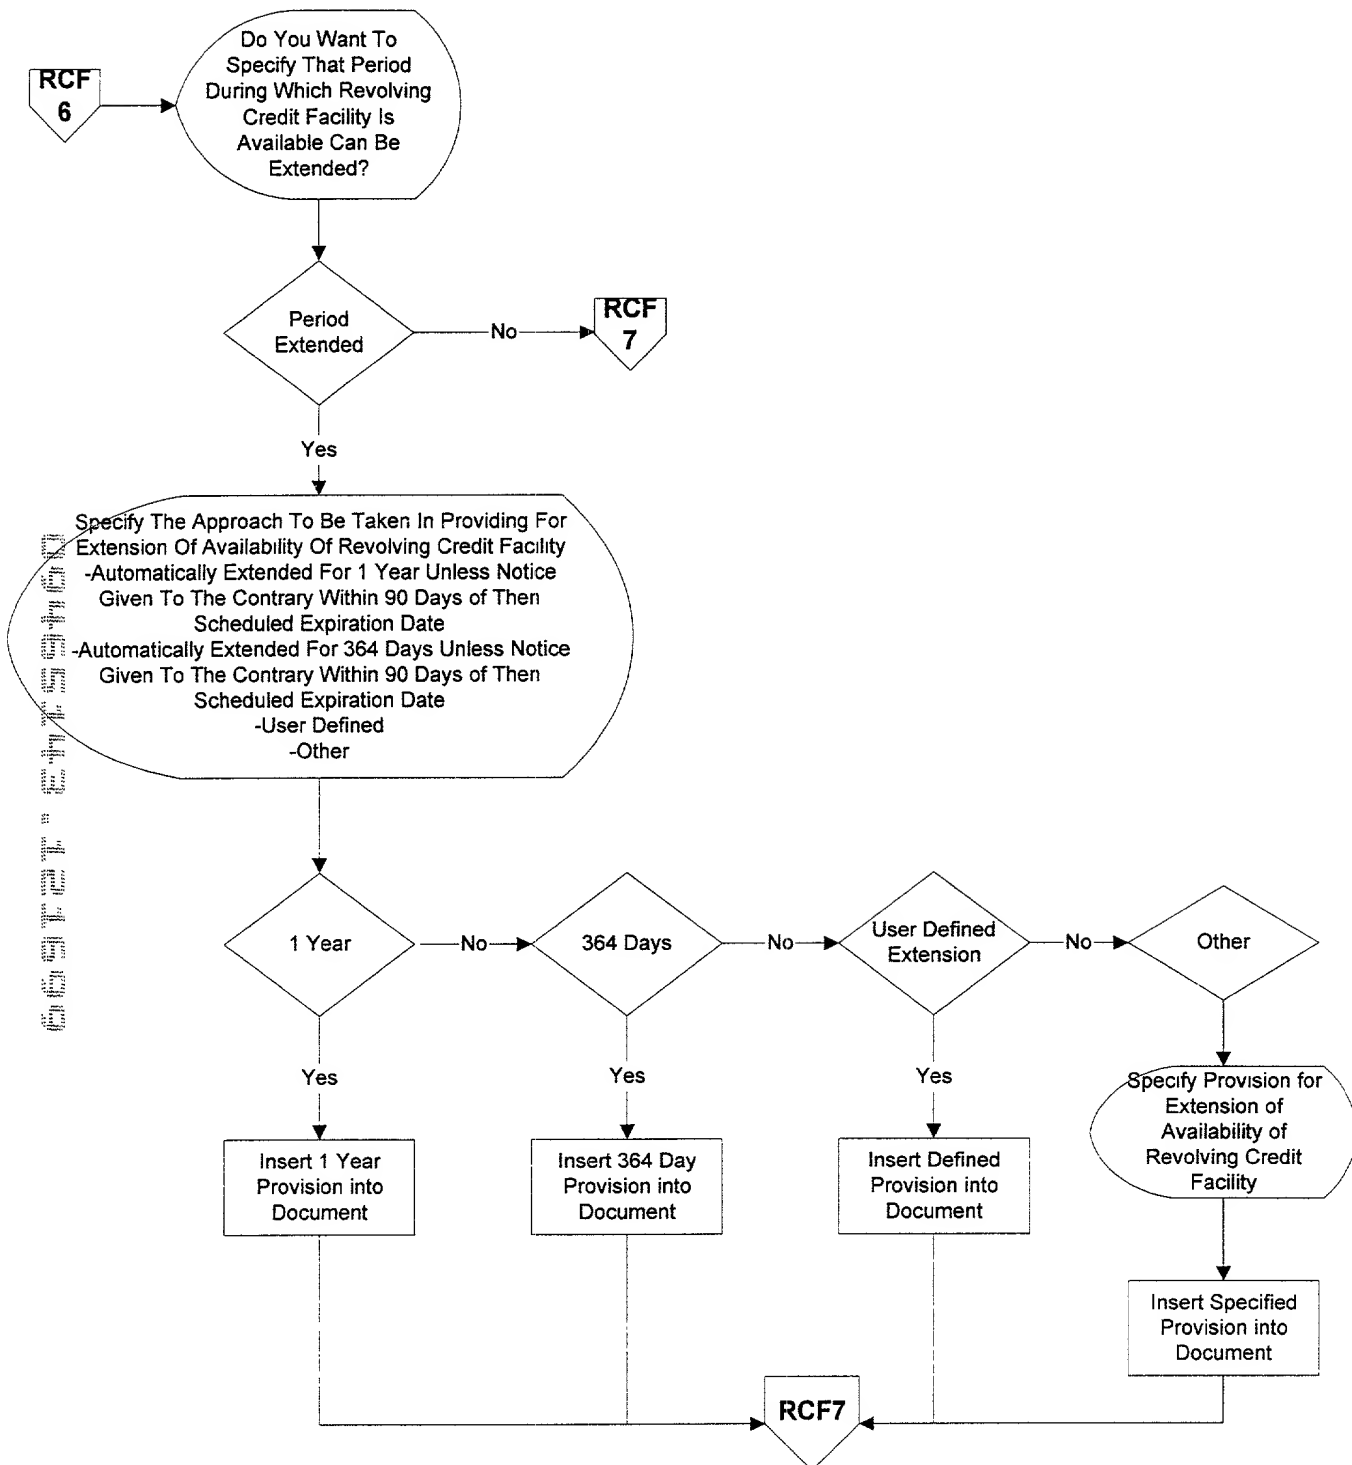 Do You Want To
Specify That Period
During Which Revolving
Credit Facility Is
Available Can Be
Extended?
RCF
6
Period
Extended
No
RCF
7
Yes
Specify The Approach To Be Taken In Providing For
Extension Of Availability Of Revolving Credit Facility
-Automatically Extended For 1 Year Unless Notice
Given To The Contrary Within 90 Days of Then
Scheduled Expiration Date
-Automatically Extended For 364 Days Unless Notice
Given To The Contrary Within 90 Days of Then
Scheduled Expiration Date
-User Defined
-Other
09465143.121699
1 Year
No
364 Days
No
User Defined
Extension
No
Other
Yes
Yes
Yes
Specify Provision for
Extension of
Availability of
Revolving Credit
Facility
Insert 1 Year
Provision into
Document
Insert 364 Day
Provision into
Document
Insert Defined
Provision into
Document
Insert Specified
Provision into
Document
RCF7